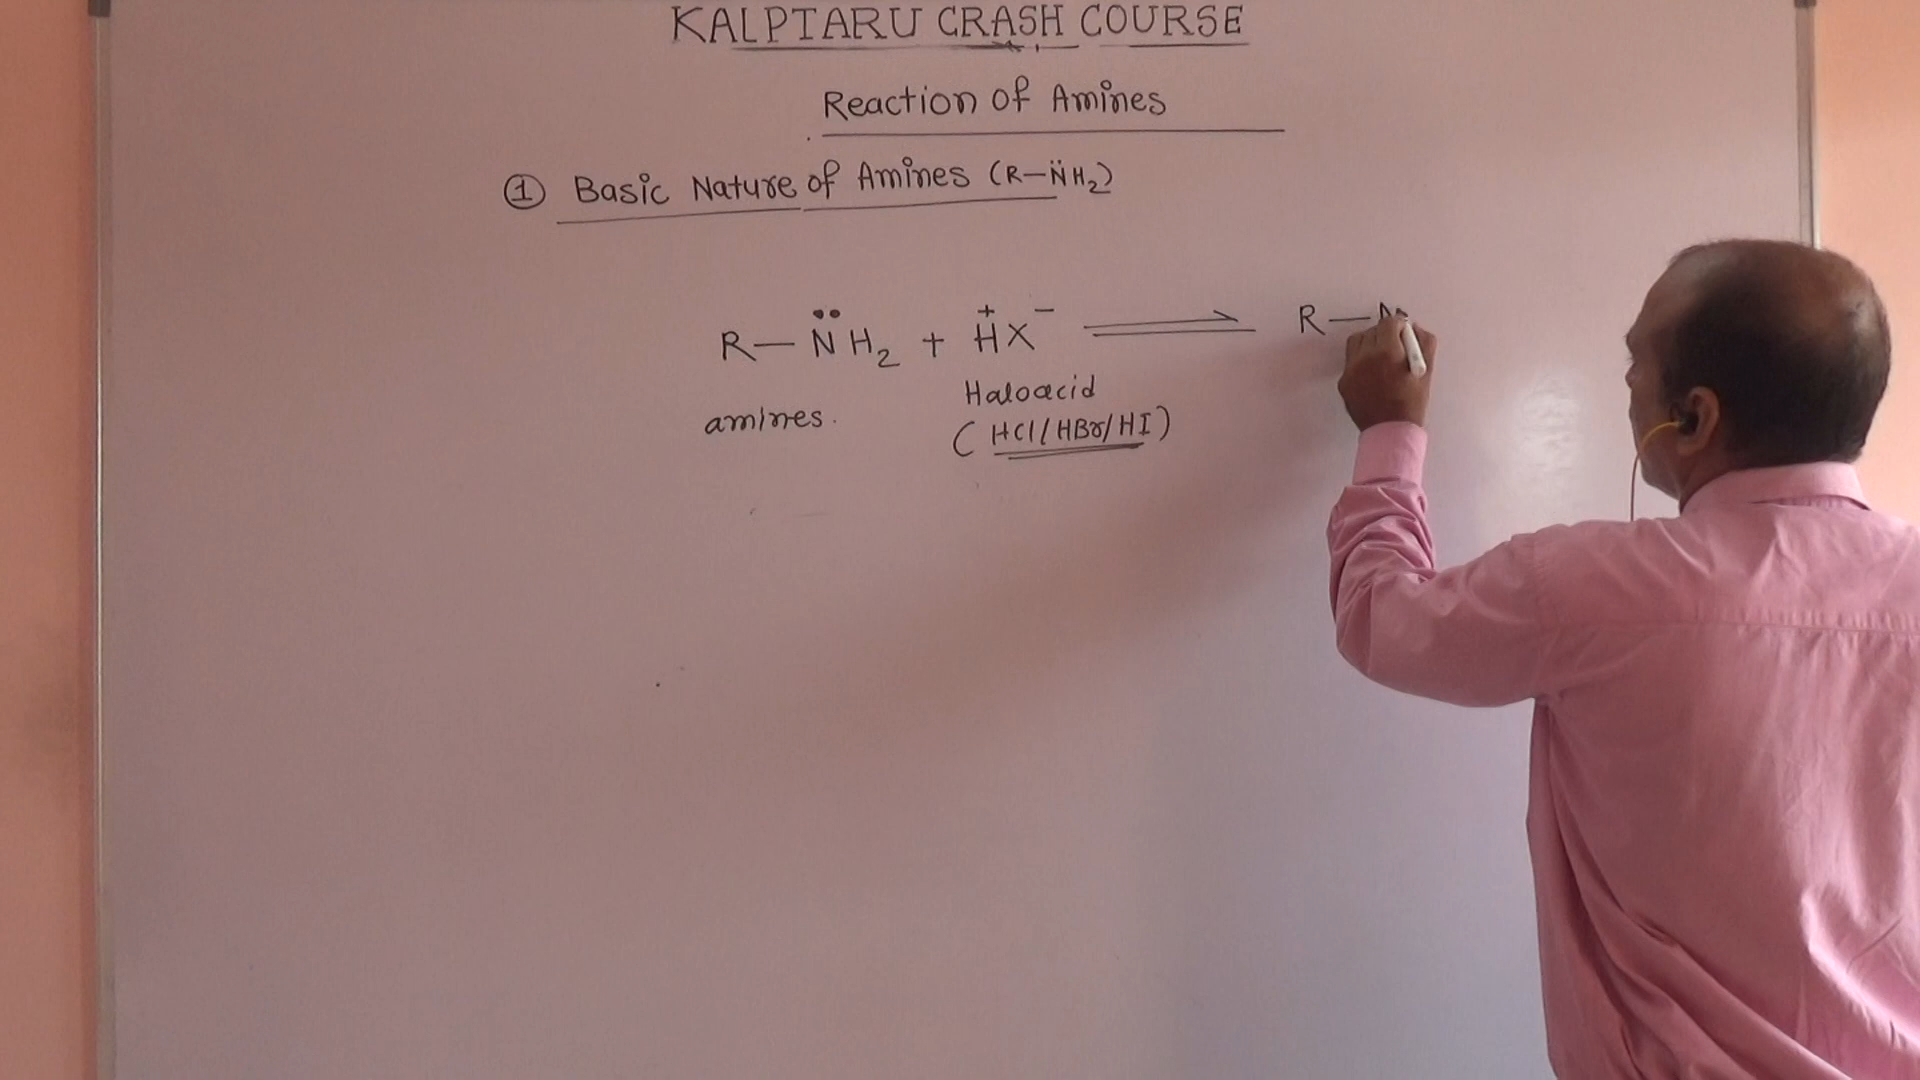 KALPTARU CRASH COURSE
Reaction of Amines
① Basic Nature of Amines (R–N̈H₂)
R – N̈H₂ + H⁺X⁻ ⇌ R – N
Haloacid
amines.
(HCl/HBr/HI)